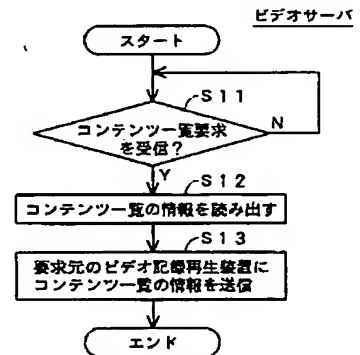 ビデオサーバ
スタート
S11
コンテンツ一覧要求
を受信?
N
Y
S12
コンテンツ一覧の情報を読み出す
S13
要求元のビデオ記録再生装置に
コンテンツ一覧の情報を送信
エンド